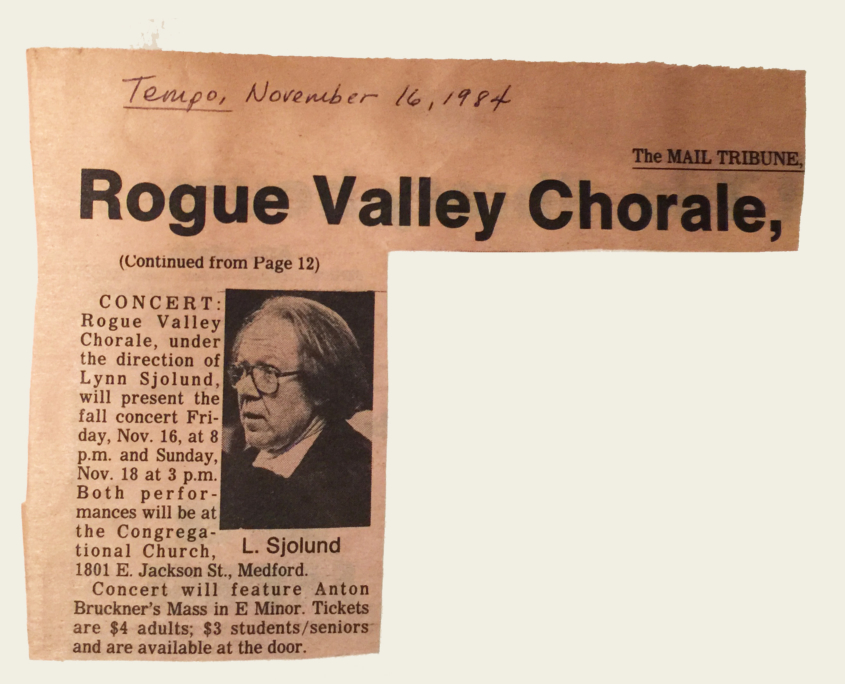 Tempo, November 16, 1984
The MAIL TRIBUNE,
Rogue Valley Chorale,
(Continued from Page 12)
CONCERT:
Rogue Valley
Chorale, under
the direction of
Lynn Sjolund,
will present the
fall concert Fri-
day, Nov. 16, at 8
p.m. and Sunday,
Nov. 18 at 3 p.m.
Both perfor-
mances will be at
the Congrega-
tional Church,
L. Sjolund
1801 E. Jackson St., Medford.
Concert will feature Anton
Bruckner's Mass in E Minor. Tickets
are $4 adults; $3 students/seniors
and are available at the door.